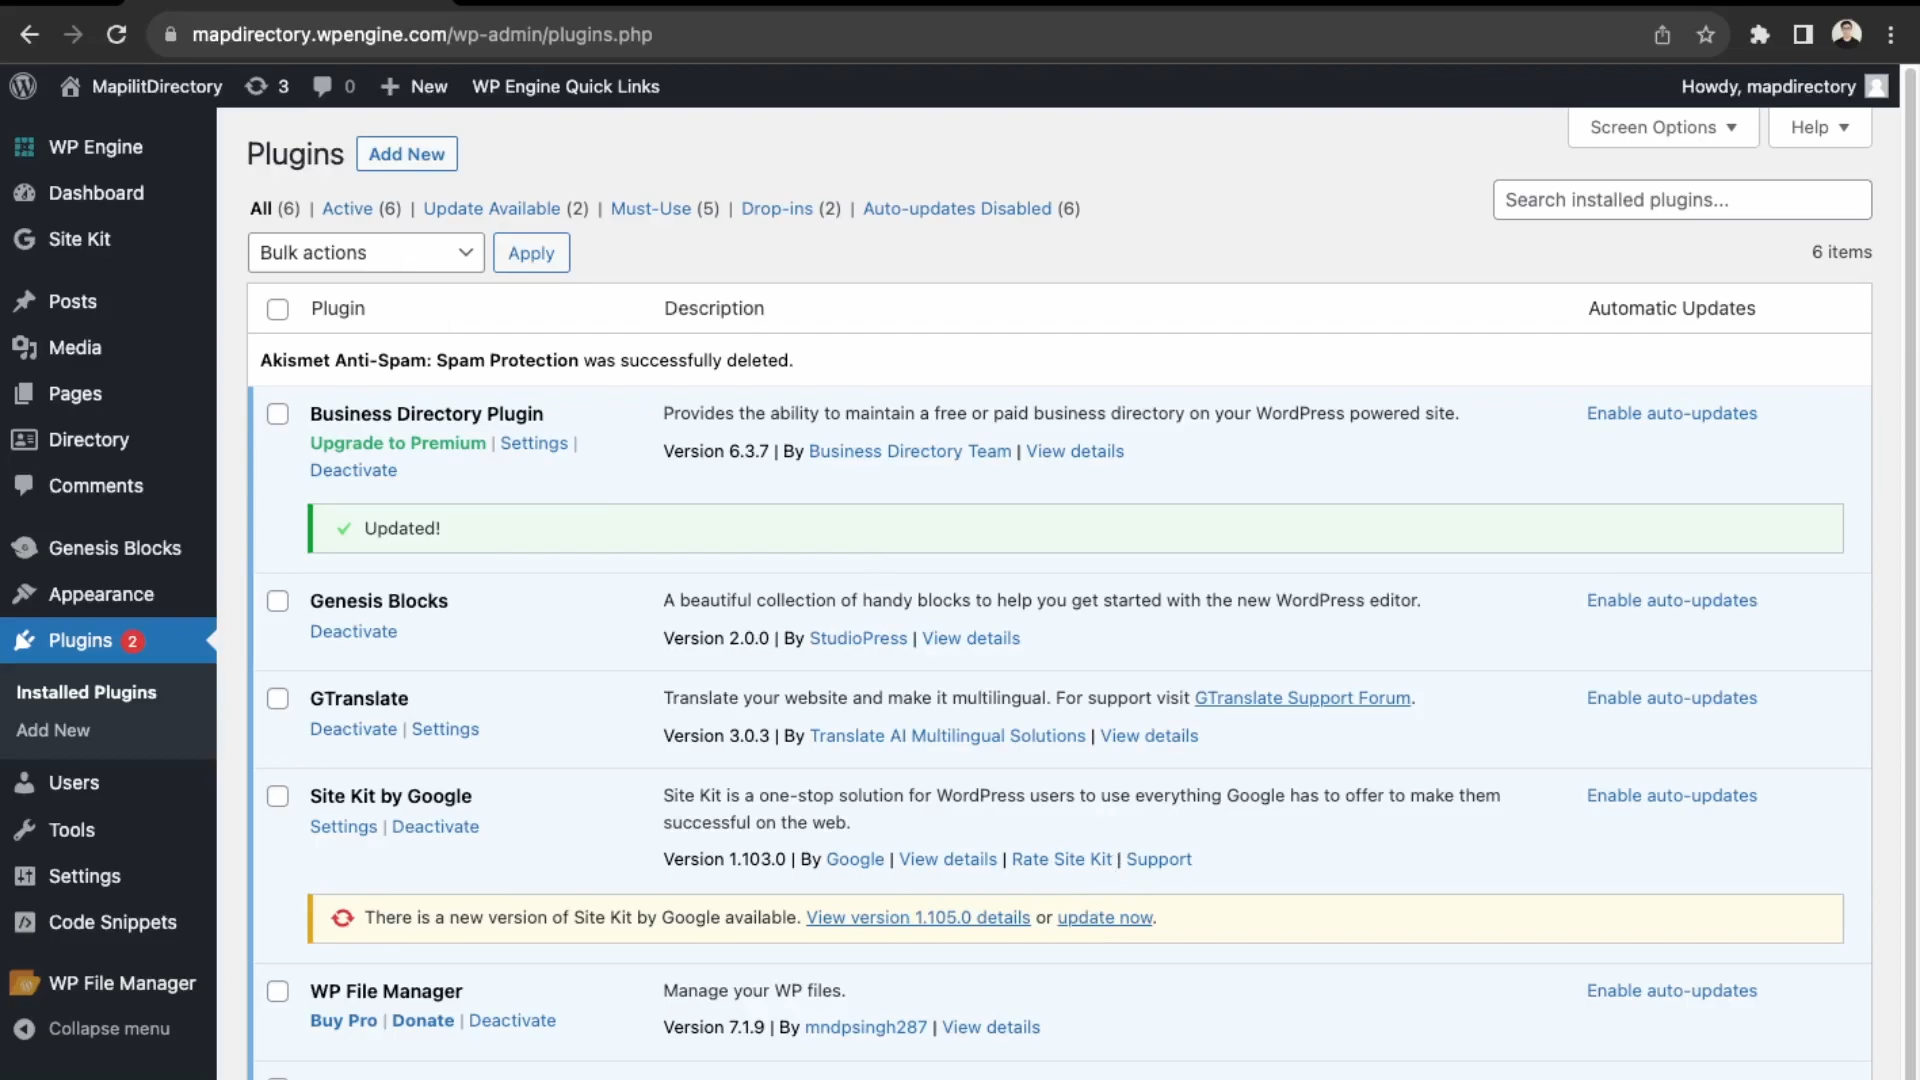 mapdirectory.wpengine.com/wp-admin/plugins.php
MapilitDirectory 3 0 New WP Engine Quick Links Howdy, mapdirectory
WP Engine
Dashboard
Site Kit
Posts
Media
Pages
Directory
Comments
Genesis Blocks
Appearance
Plugins 2
Installed Plugins
Add New
Users
Tools
Settings
Code Snippets
WP File Manager
Collapse menu
Screen Options Help
Plugins Add New
All (6) | Active (6) | Update Available (2) | Must-Use (5) | Drop-ins (2) | Auto-updates Disabled (6)
Search installed plugins...
Bulk actions Apply
6 items
Plugin Description Automatic Updates
Akismet Anti-Spam: Spam Protection was successfully deleted.
Business Directory Plugin
Upgrade to Premium | Settings |
Deactivate
Provides the ability to maintain a free or paid business directory on your WordPress powered site.
Version 6.3.7 | By Business Directory Team | View details
Enable auto-updates
Updated!
Genesis Blocks
Deactivate
A beautiful collection of handy blocks to help you get started with the new WordPress editor.
Version 2.0.0 | By StudioPress | View details
Enable auto-updates
GTranslate
Deactivate | Settings
Translate your website and make it multilingual. For support visit GTranslate Support Forum.
Version 3.0.3 | By Translate AI Multilingual Solutions | View details
Enable auto-updates
Site Kit by Google
Settings | Deactivate
Site Kit is a one-stop solution for WordPress users to use everything Google has to offer to make them
successful on the web.
Version 1.103.0 | By Google | View details | Rate Site Kit | Support
Enable auto-updates
There is a new version of Site Kit by Google available. View version 1.105.0 details or update now.
WP File Manager
Buy Pro | Donate | Deactivate
Manage your WP files.
Version 7.1.9 | By mndpsingh287 | View details
Enable auto-updates